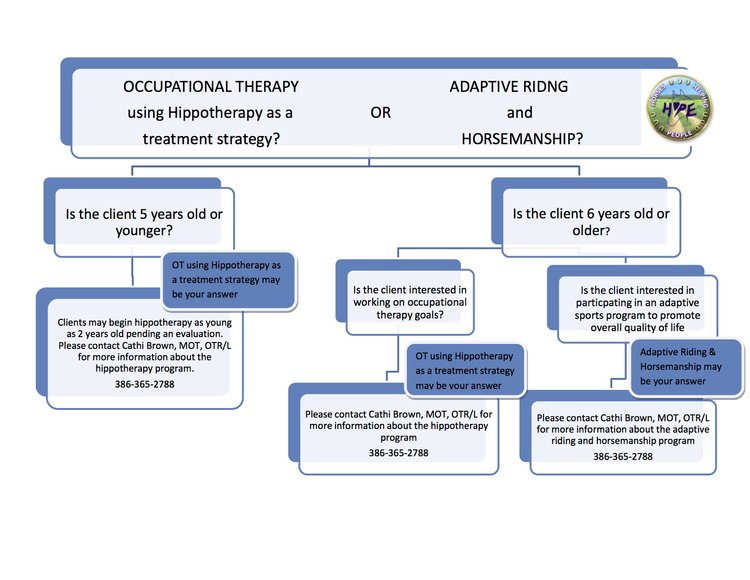 OCCUPATIONAL THERAPY
using Hippotherapy as a
treatment strategy?
OR
ADAPTIVE RIDNG
and
HORSEMANSHIP?
HORSES HELPING
HOPE
PEOPLE
Is the client 5 years old or
younger?
OT using Hippotherapy as
a treatment strategy may
be your answer
Clients may begin hippotherapy as young
as 2 years old pending an evaluation.
Please contact Cathi Brown, MOT, OTR/L
for more information about the
hippotherapy program.
386-365-2788
Is the client 6 years old or
older?
Is the client interested in
working on occupational
therapy goals?
OT using Hippotherapy
as a treatment strategy
may be your answer
Please contact Cathi Brown, MOT, OTR/L for
more information about the hippotherapy
program
386-365-2788
Is the client interested in
partcpating in an adaptive
sports program to promote
overall quality of life
Adaptive Riding &
Horsemanship may
be your answer
Please contact Cathi Brown, MOT, OTR/L
for more information about the adaptive
riding and horsemanship program
386-365-2788